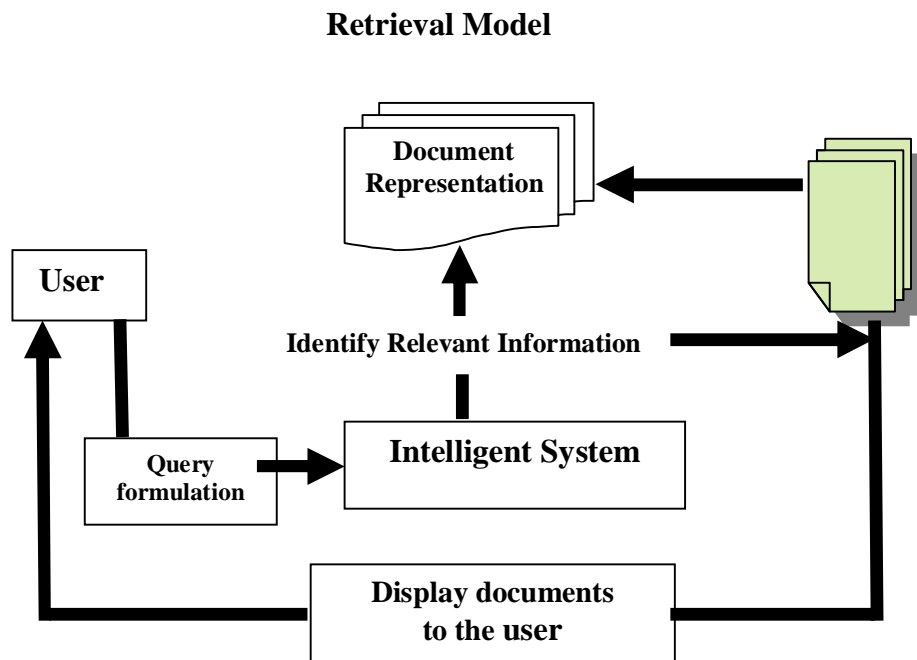 Retrieval Model
Document
Representation
User
Identify Relevant Information
Intelligent System
Query
formulation
Display documents
to the user